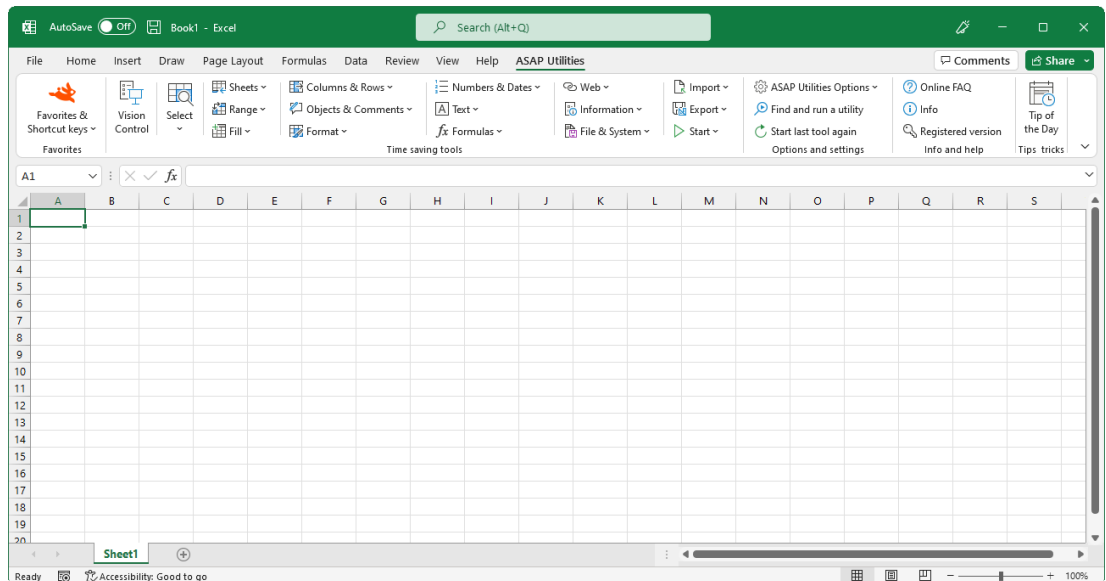 AutoSave Off Book1 - Excel Search (Alt+Q)
File Home Insert Draw Page Layout Formulas Data Review View Help ASAP Utilities Comments Share
Favorites & Shortcut keys
Vision Control
Select
Sheets
Range
Fill
Columns & Rows
Objects & Comments
Format
Numbers & Dates
Text
fx Formulas
Web
Information
File & System
Import
Export
Start
ASAP Utilities Options
Find and run a utility
Start last tool again
Online FAQ
Info
Registered version
Tip of the Day
Favorites Time saving tools Options and settings Info and help Tips tricks
A1 fx
A B C D E F G H I J K L M N O P Q R S
1
2
3
4
5
6
7
8
9
10
11
12
13
14
15
16
17
18
19
20
Sheet1
Ready Accessibility: Good to go 100%